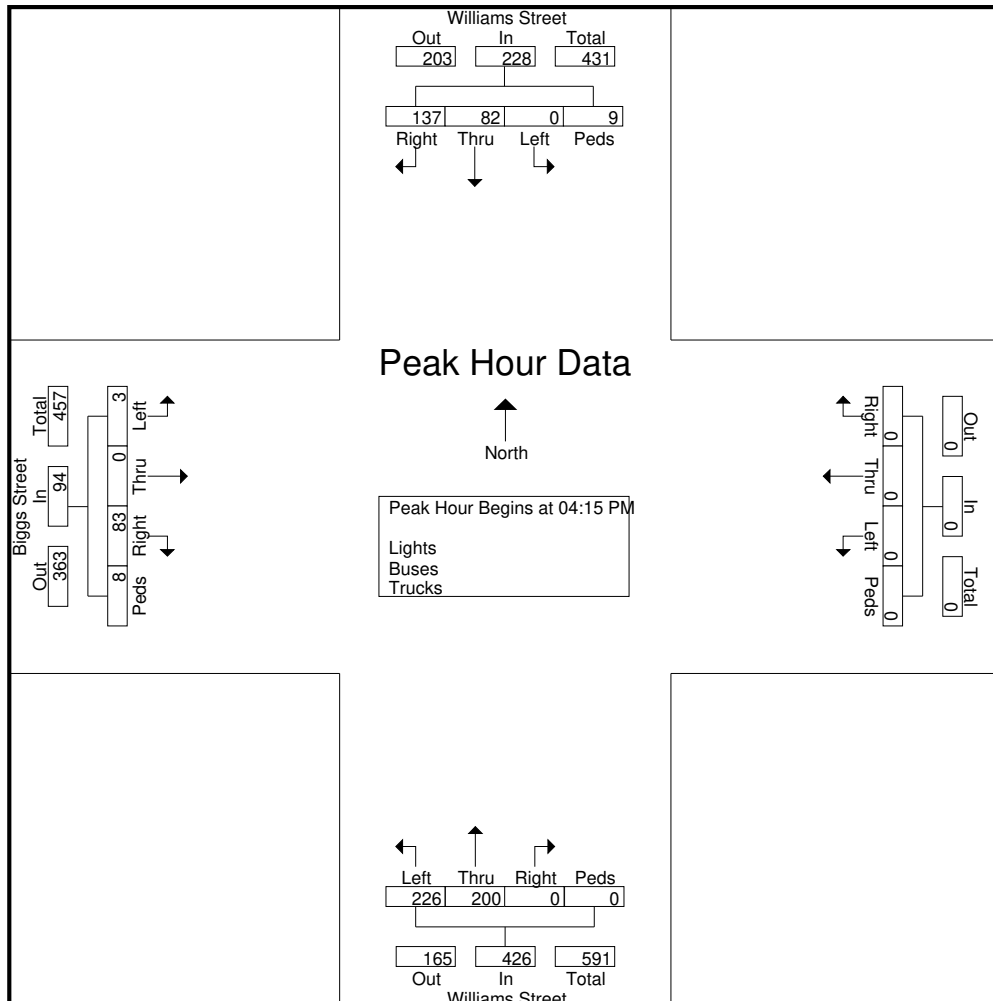 Williams Street
Out In Total
203 228 431
137 82 0 9
Right Thru Left Peds
Peak Hour Data
North
Peak Hour Begins at 04:15 PM
Lights
Buses
Trucks
Biggs Street
Out In Total
363 94 457
Peds Right Thru Left
8 83 0 3
Out In Total
0 0 0
Right Thru Left Peds
0 0 0 0
Left Thru Right Peds
226 200 0 0
165 426 591
Out In Total
Williams Street